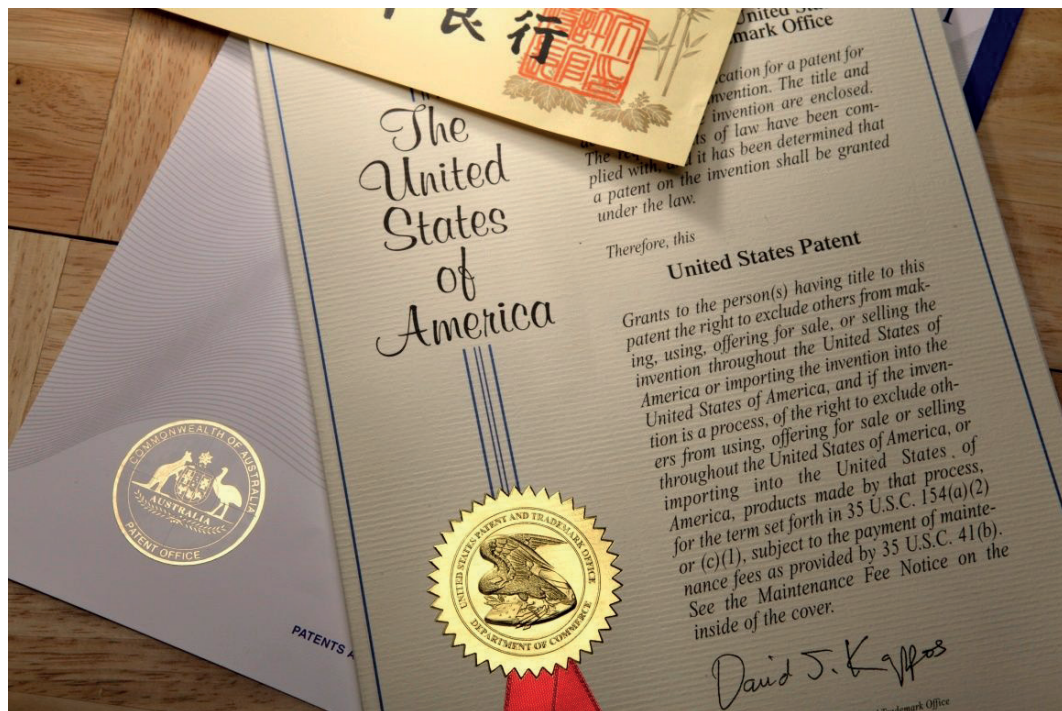 良行
The
United
States
of
America
United
mark Office
cation for a patent for
nvention. The title and
invention are enclosed.
ts of law have been com-
plied with, it has been determined that
a patent on the invention shall be granted
under the law.
Therefore, this
United States Patent
Grants to the person(s) having title to this
patent the right to exclude others from mak-
ing, using, offering for sale, or selling the
invention throughout the United States of
America or importing the invention into the
United States of America, and if the inven-
tion is a process, of the right to exclude oth-
ers from using, offering for sale or selling
throughout the United States of America, or
importing into the United States of
America, products made by that process,
for the term set forth in 35 U.S.C. 154(a)(2)
or (c)(1), subject to the payment of mainte-
nance fees as provided by 35 U.S.C. 41(b).
See the Maintenance Fee Notice on the
inside of the cover.
David J. Kappos
Trademark Office
COMMONWEALTH OF AUSTRALIA
AUSTRALIA
PATENT OFFICE
PATENTS A
UNITED STATES PATENT AND TRADEMARK OFFICE
DEPARTMENT OF COMMERCE